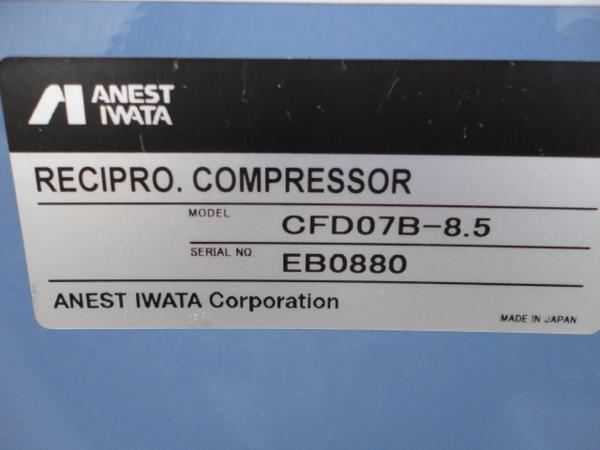 ANEST
IWATA
RECIPRO. COMPRESSOR
MODEL CFD07B-8.5
SERIAL NO. EB0880
ANEST IWATA Corporation
MADE IN JAPAN